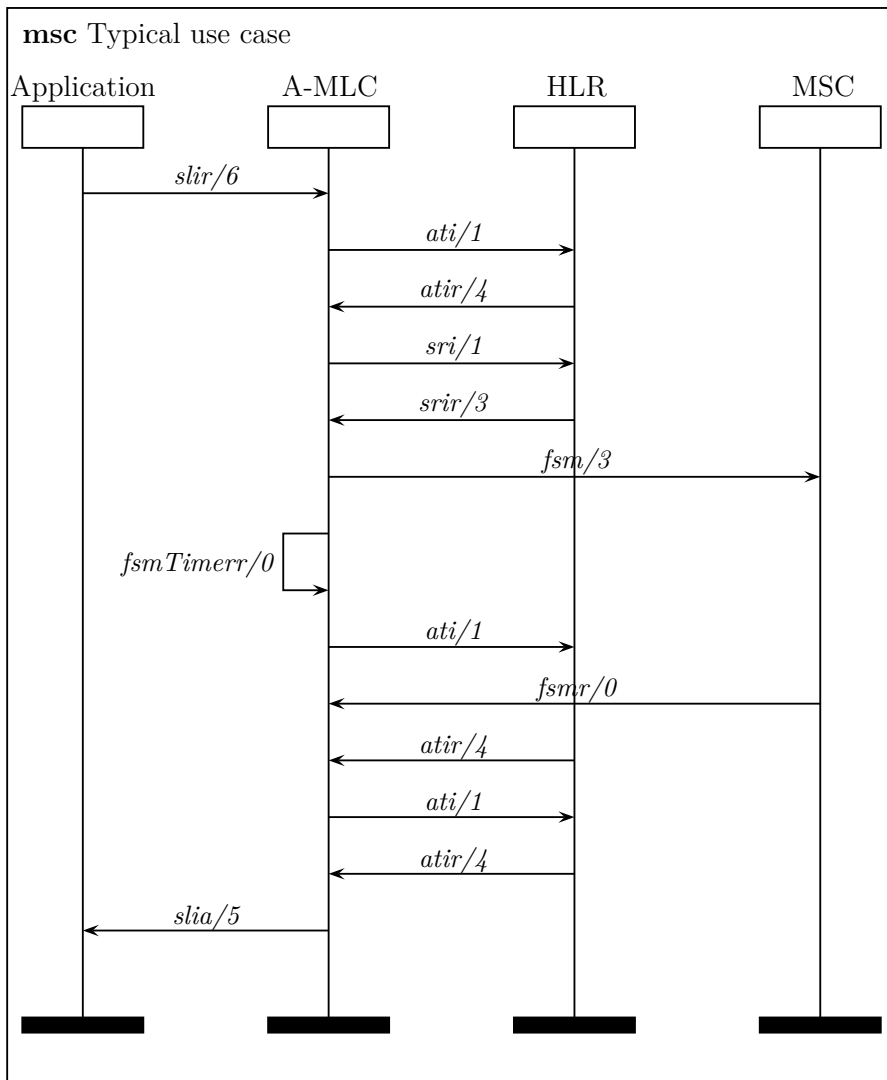 msc Typical use case
Application A-MLC HLR MSC
slir/6
ati/1
atir/4
sri/1
srir/3
fsm/3
fsmTimerr/0
ati/1
fsmr/0
atir/4
ati/1
atir/4
slia/5